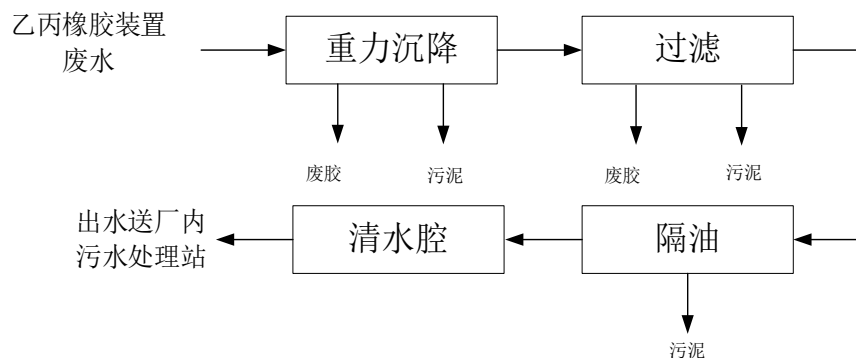 乙丙橡胶装置
废水
重力沉降
过滤
废胶
污泥
废胶
污泥
出水送厂内
污水处理站
清水腔
隔油
污泥